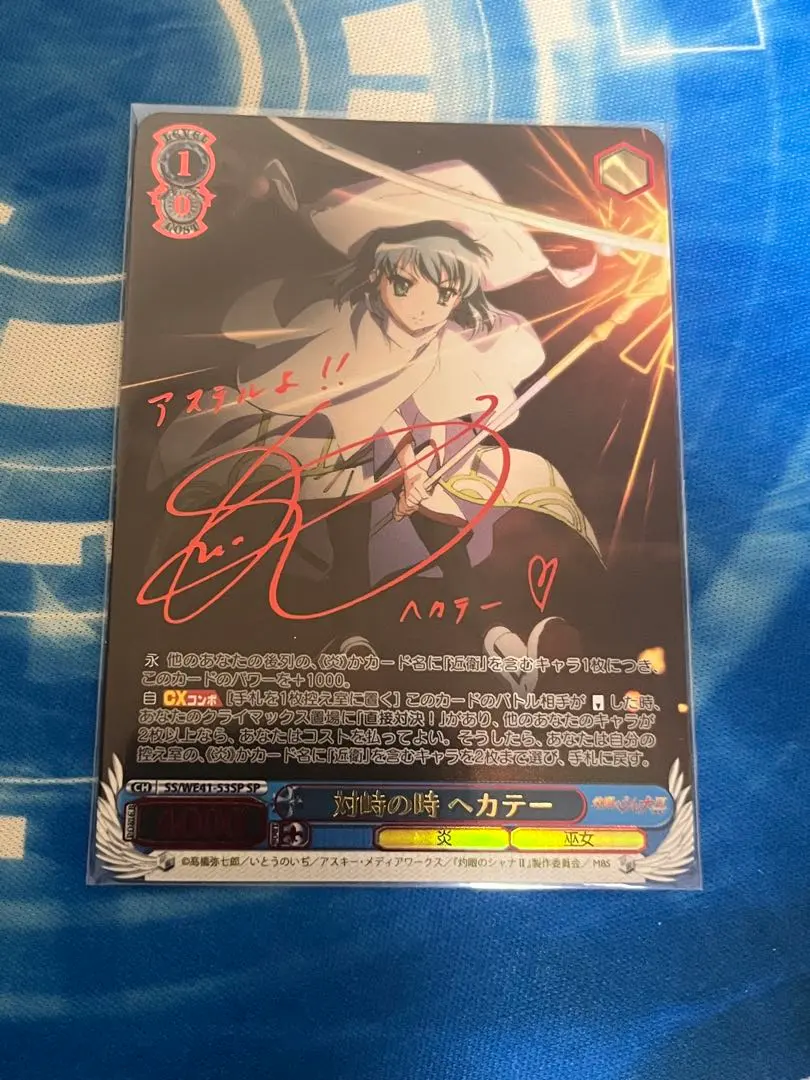 LEVEL
1
0
COST
アステルよ!!
ヘカテー ♡
永 他のあなたの後列の、《炎》かカード名に「近衛」を含むキャラ1枚につき、
このカードのパワーを+1000。
自 CXコンボ [手札を1枚控え室に置く] このカードのバトル相手が した時、
あなたのクライマックス置場に「直接対決!」があり、他のあなたのキャラが
2枚以上なら、あなたはコストを払ってよい。そうしたら、あなたは自分の
控え室の、《炎》かカード名に「近衛」を含むキャラを2枚まで選び、手札に戻す。
CH SS/WE41-53SP SP
対峙の時 ヘカテー
POWER
炎 巫女
©高橋弥七郎/いとうのいぢ/アスキー・メディアワークス/『灼眼のシャナⅡ』製作委員会/MBS